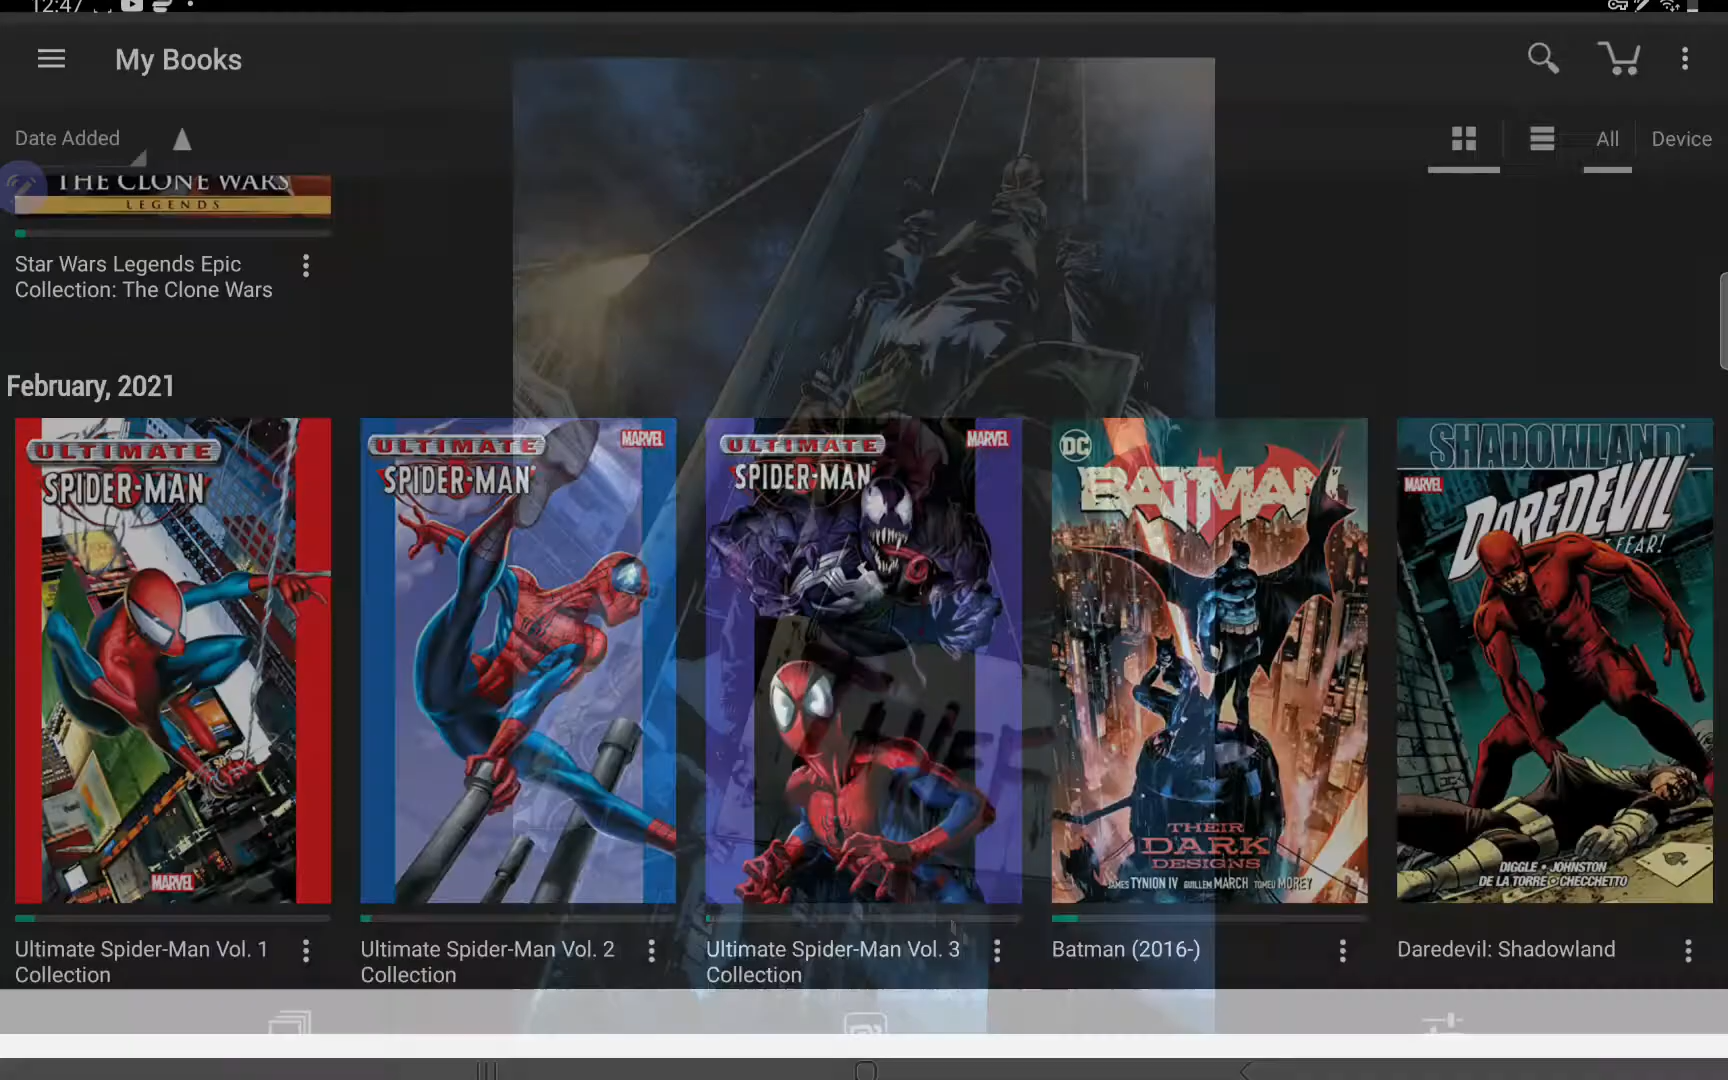 12:47
My Books
Date Added
All
Device
THE CLONE WARS
LEGENDS
Star Wars Legends Epic
Collection: The Clone Wars
February, 2021
ULTIMATE
SPIDER-MAN
MARVEL
ULTIMATE
MARVEL
SPIDER-MAN
ULTIMATE
MARVEL
SPIDER-MAN
DC
BATMAN
THEIR
DARK
DESIGNS
JAMES TYNION IV GUILLEM MARCH TOMEU MOREY
SHADOWLAND
MARVEL
DAREDEVIL
FEAR!
DIGGLE • JOHNSTON
DE LA TORRE • CHECCHETTO
Ultimate Spider-Man Vol. 1
Collection
Ultimate Spider-Man Vol. 2
Collection
Ultimate Spider-Man Vol. 3
Collection
Batman (2016-)
Daredevil: Shadowland